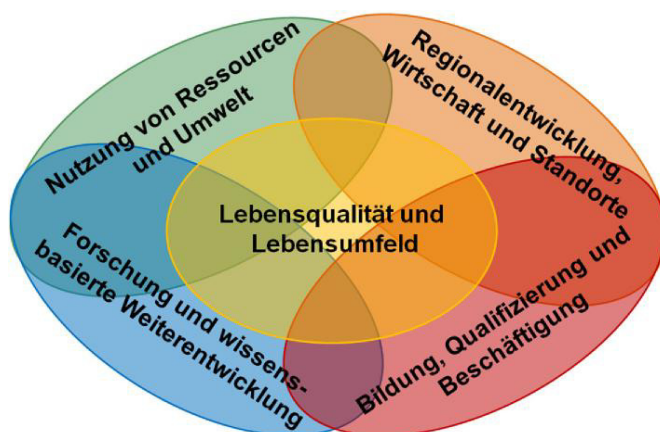 Nutzung von Ressourcen
und Umwelt
Regionalentwicklung,
Wirtschaft und Standorte
Lebensqualität und
Lebensumfeld
Forschung und wissens-
basierte Weiterentwicklung
Bildung, Qualifizierung und
Beschäftigung